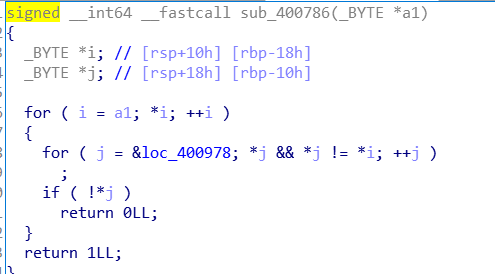 signed __int64 __fastcall sub_400786(_BYTE *a1)
{
_BYTE *i; // [rsp+10h] [rbp-18h]
_BYTE *j; // [rsp+18h] [rbp-10h]
for ( i = a1; *i; ++i )
{
for ( j = &loc_400978; *j && *j != *i; ++j )
;
if ( !*j )
return 0LL;
}
return 1LL;
}